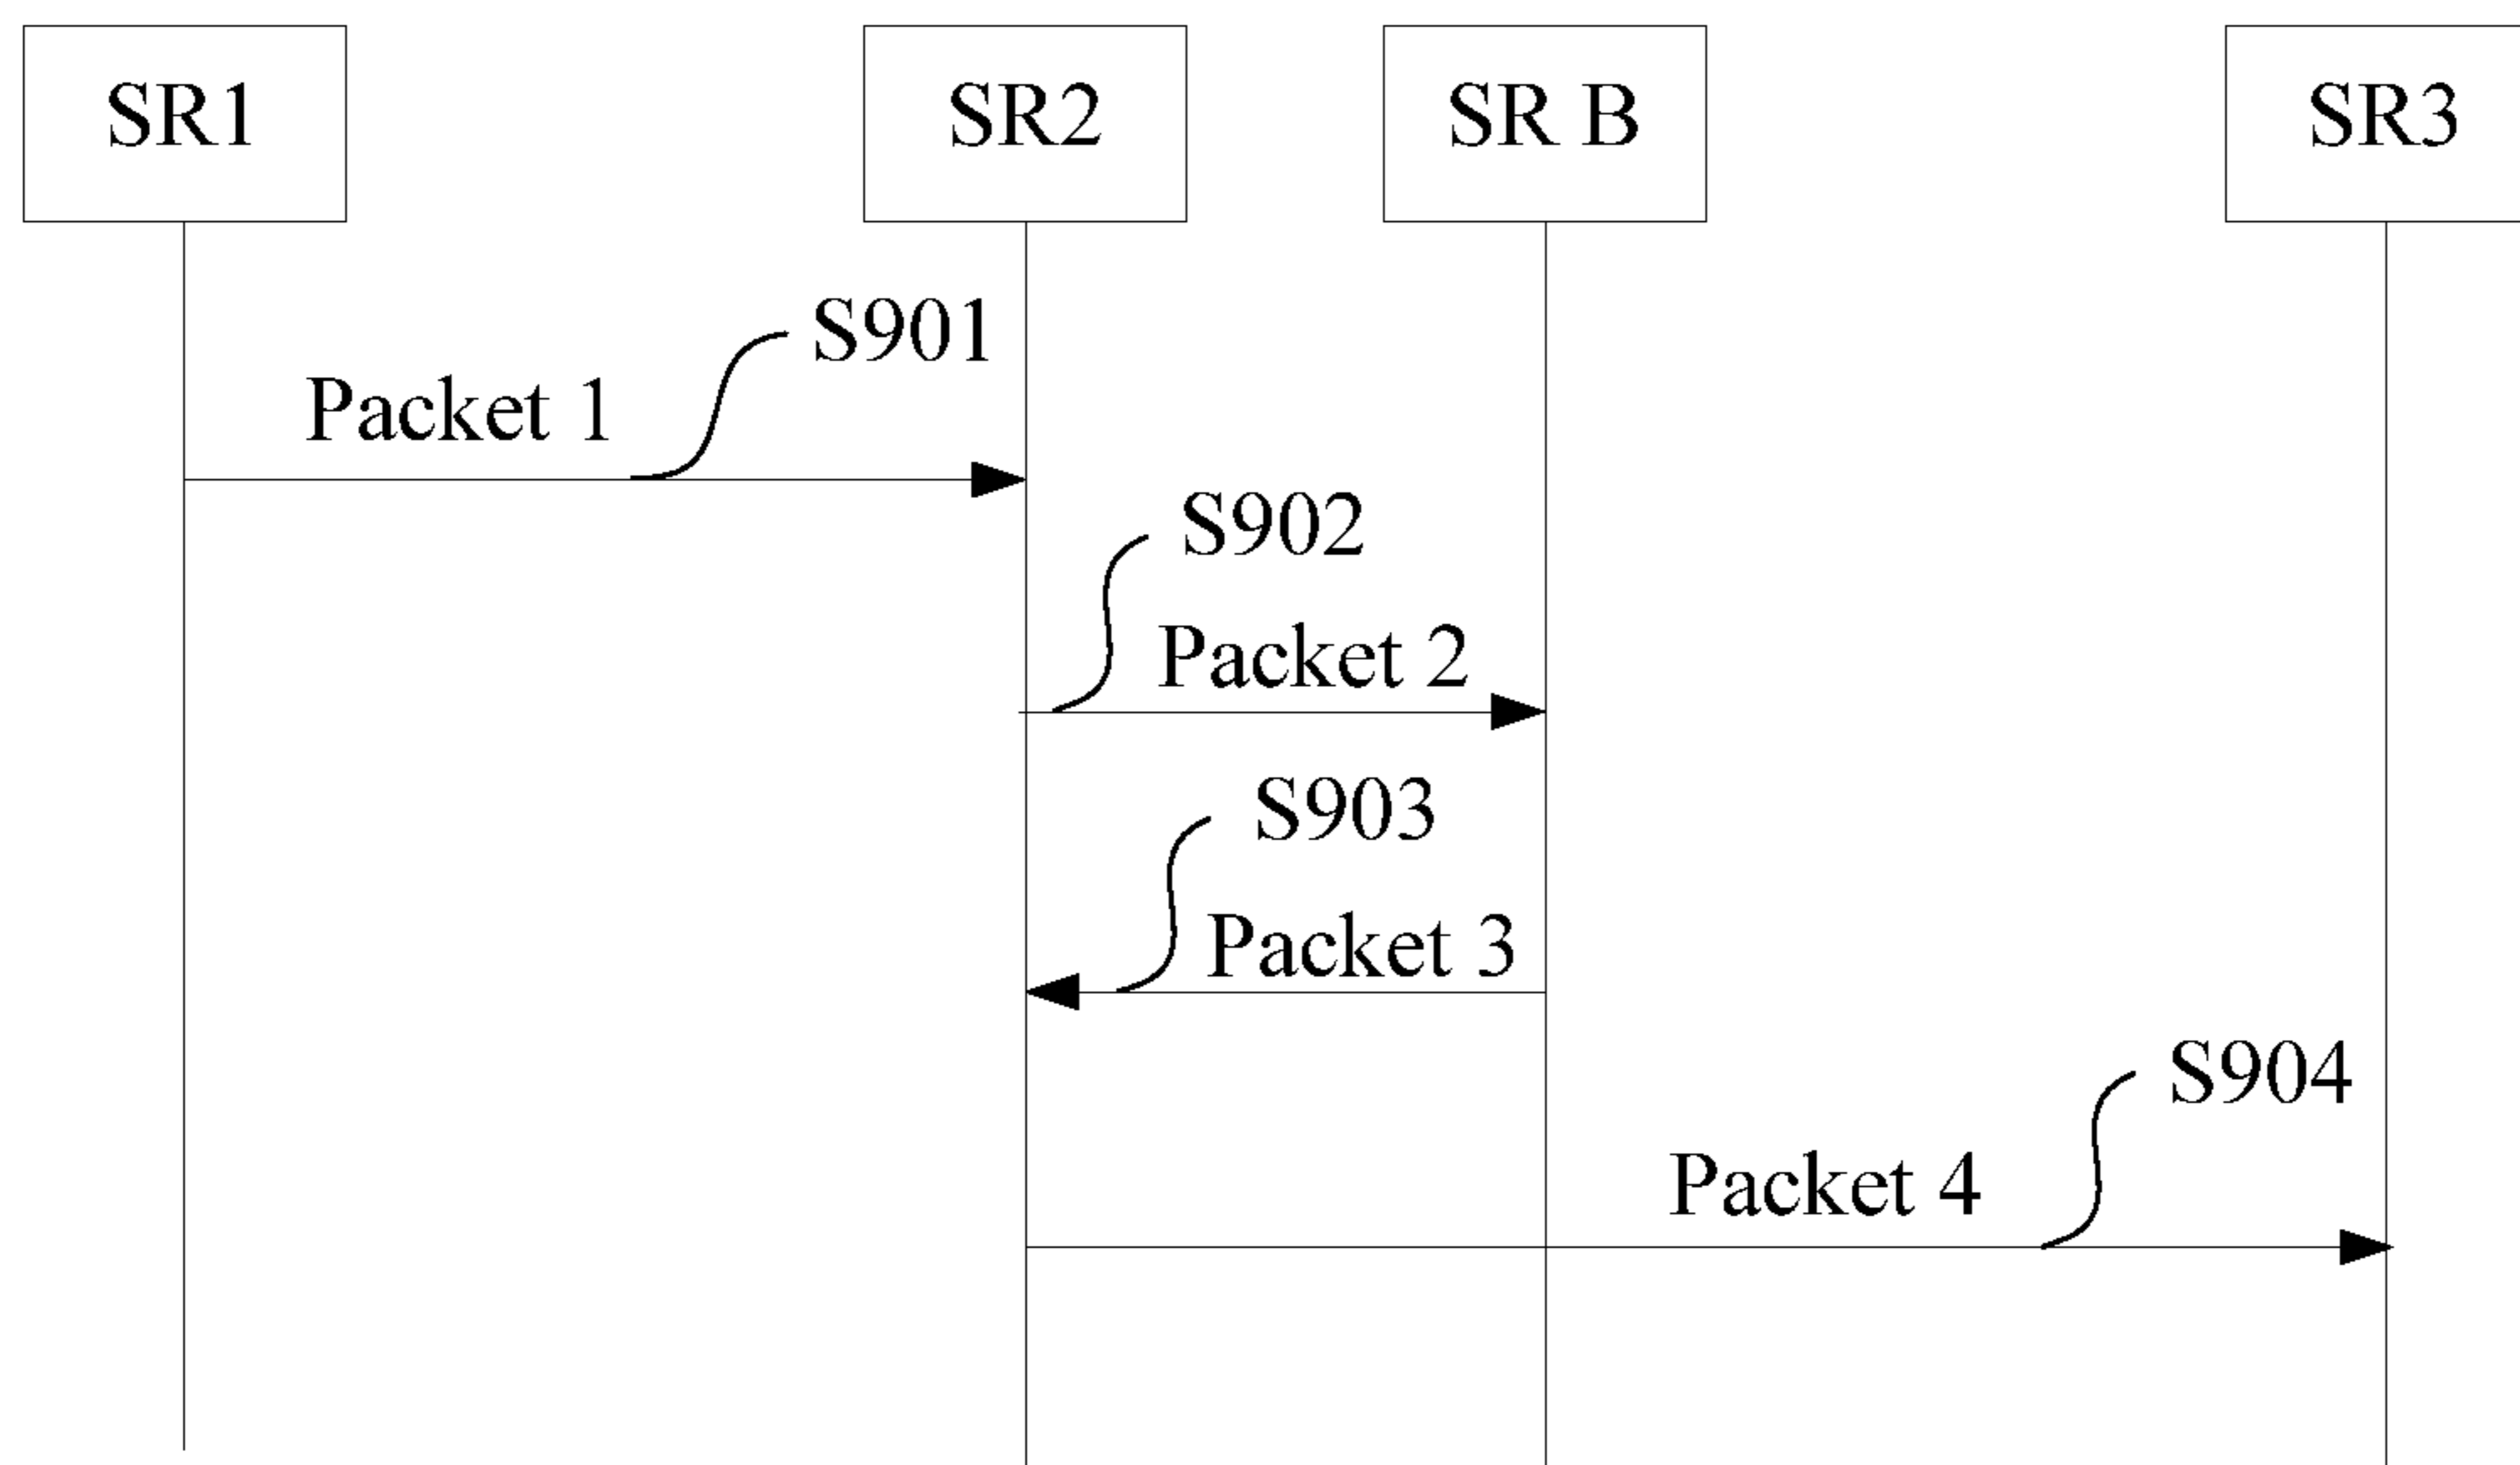 SR1
SR2
SR B
SR3
S901
Packet 1
S902
Packet 2
S903
Packet 3
S904
Packet 4